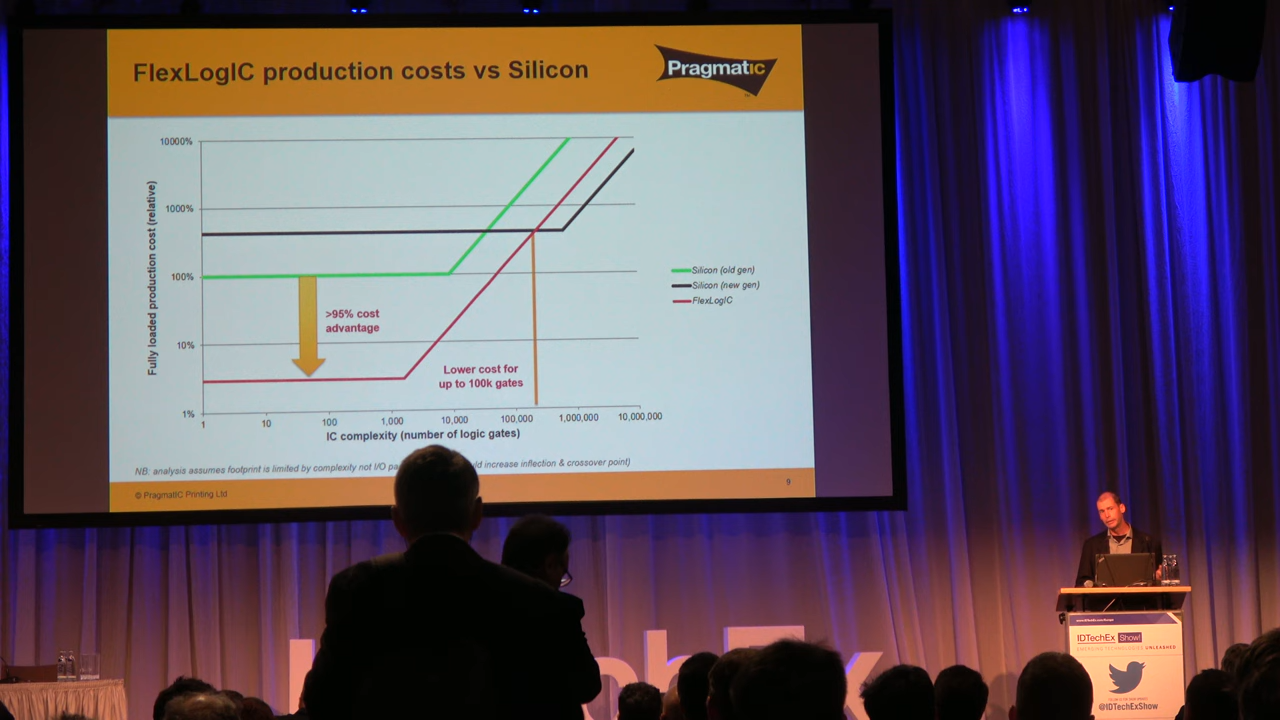 FlexLogIC production costs vs Silicon
Pragmatic
10000%
1000%
100%
10%
1%
Fully loaded production cost (relative)
>95% cost
advantage
Lower cost for
up to 100k gates
Silicon (old gen)
Silicon (new gen)
FlexLogIC
1
10
100
1,000
10,000
100,000
1,000,000
10,000,000
IC complexity (number of logic gates)
NB: analysis assumes footprint is limited by complexity not I/O increase inflection & crossover point)
© PragmatIC Printing Ltd
9
IDTechEx Show!
EMERGING TECHNOLOGIES UNLEASHED
@IDTechExShow